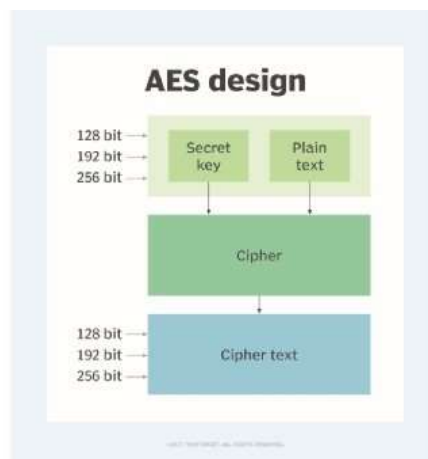 AES design
128 bit
192 bit
256 bit
Secret
key
Plain
text
Cipher
128 bit
192 bit
256 bit
Cipher text